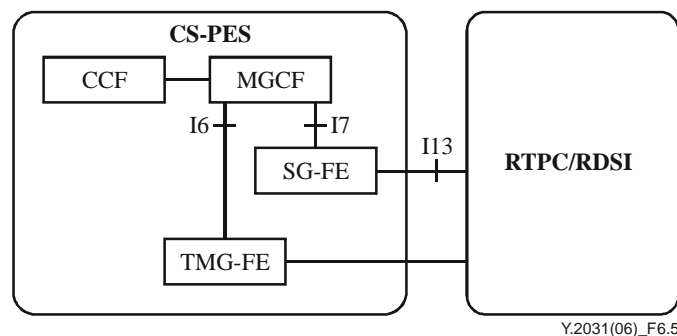 CS-PES
CCF
MGCF
I6
I7
I13
SG-FE
RTPC/RDSI
TMG-FE
Y.2031(06)_F6.5